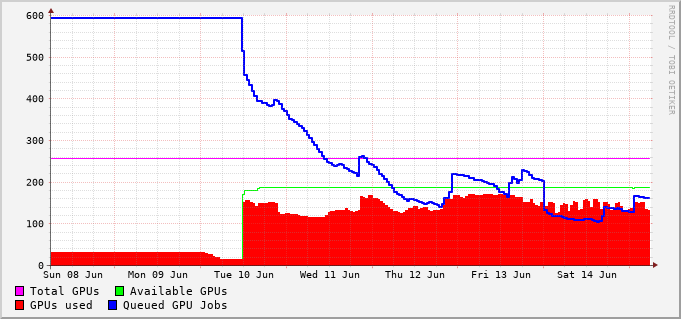 600
500
400
300
200
100
0
Sun 08 Jun Mon 09 Jun Tue 10 Jun Wed 11 Jun Thu 12 Jun Fri 13 Jun Sat 14 Jun
Total GPUs Available GPUs
GPUs used Queued GPU Jobs
RRDTOOL / TOBI OETIKER